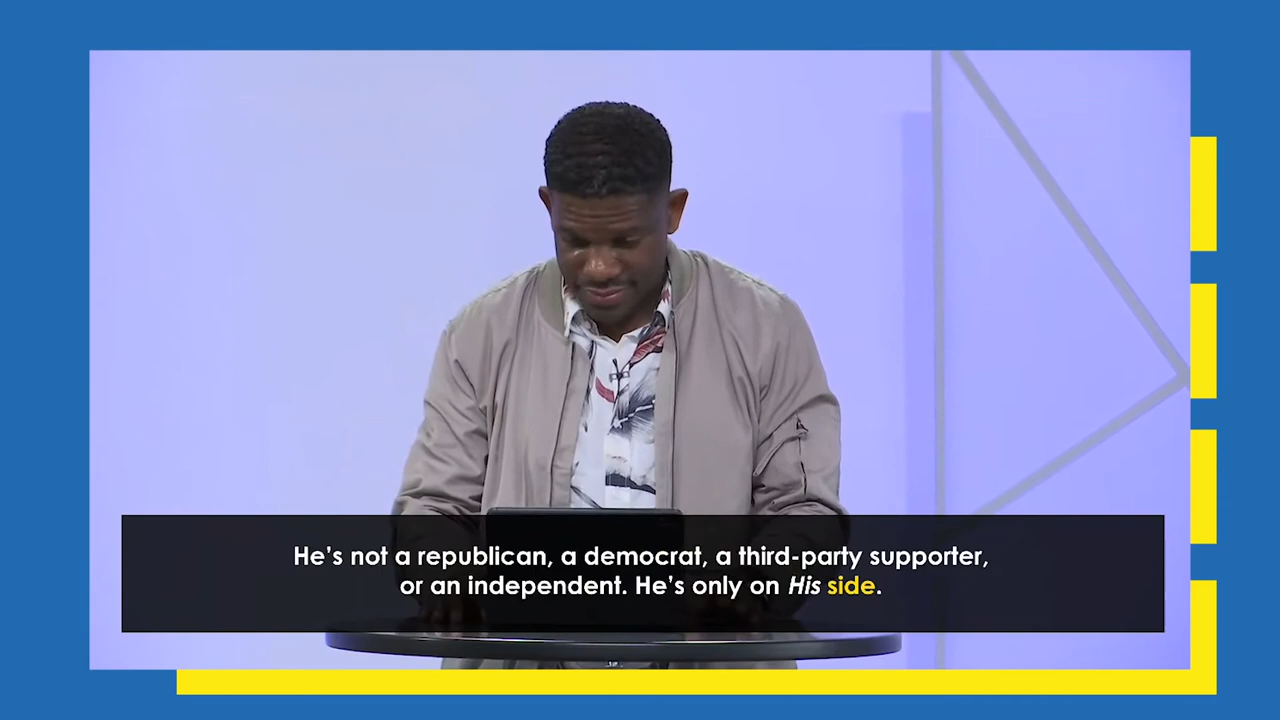 He's not a republican, a democrat, a third-party supporter,
or an independent. He's only on His side.